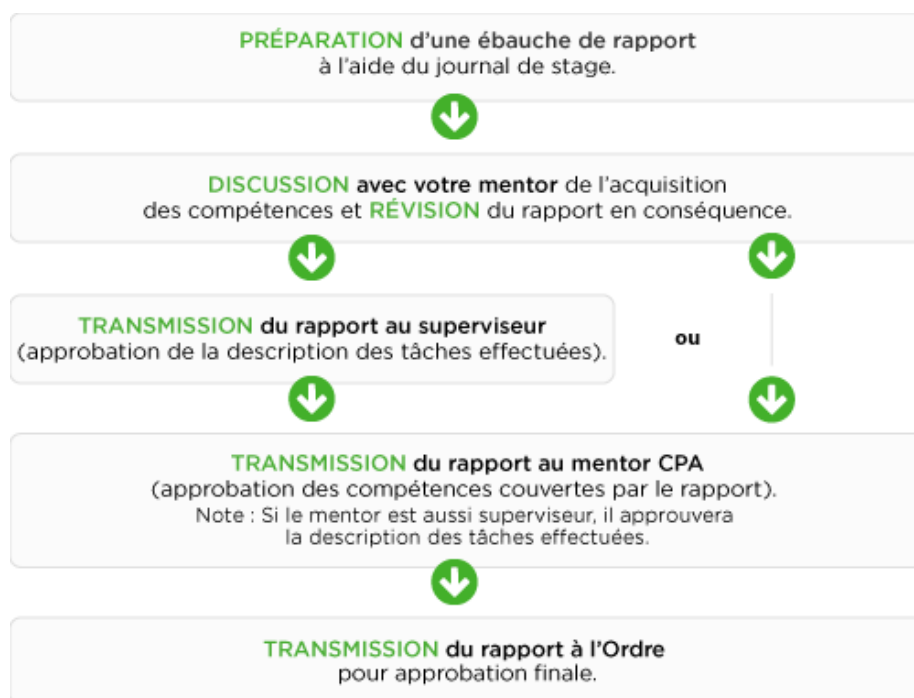 PRÉPARATION d'une ébauche de rapport
à l'aide du journal de stage.
DISCUSSION avec votre mentor de l'acquisition
des compétences et RÉVISION du rapport en conséquence.
TRANSMISSION du rapport au superviseur
(approbation de la description des tâches effectuées).
ou
TRANSMISSION du rapport au mentor CPA
(approbation des compétences couvertes par le rapport).
Note : Si le mentor est aussi superviseur, il approuvera
la description des tâches effectuées.
TRANSMISSION du rapport à l'Ordre
pour approbation finale.